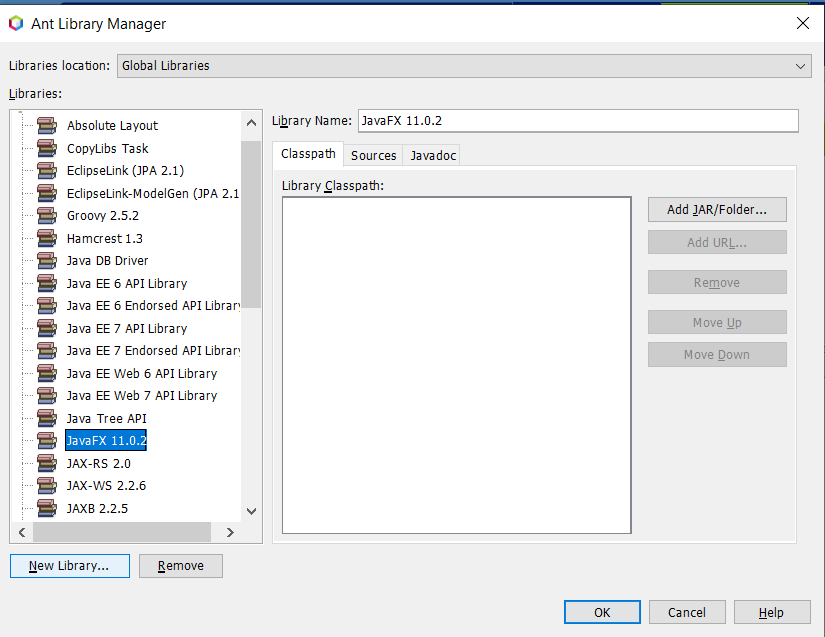 Ant Library Manager
Libraries location: Global Libraries
Libraries:
Absolute Layout
CopyLibs Task
EclipseLink (JPA 2.1)
EclipseLink-ModelGen (JPA 2.1
Groovy 2.5.2
Hamcrest 1.3
Java DB Driver
Java EE 6 API Library
Java EE 6 Endorsed API Library
Java EE 7 API Library
Java EE 7 Endorsed API Library
Java EE Web 6 API Library
Java EE Web 7 API Library
Java Tree API
JavaFX 11.0.2
JAX-RS 2.0
JAX-WS 2.2.6
JAXB 2.2.5
New Library...
Remove
Library Name: JavaFX 11.0.2
Classpath Sources Javadoc
Library Classpath:
Add JAR/Folder...
Add URL...
Remove
Move Up
Move Down
OK Cancel Help